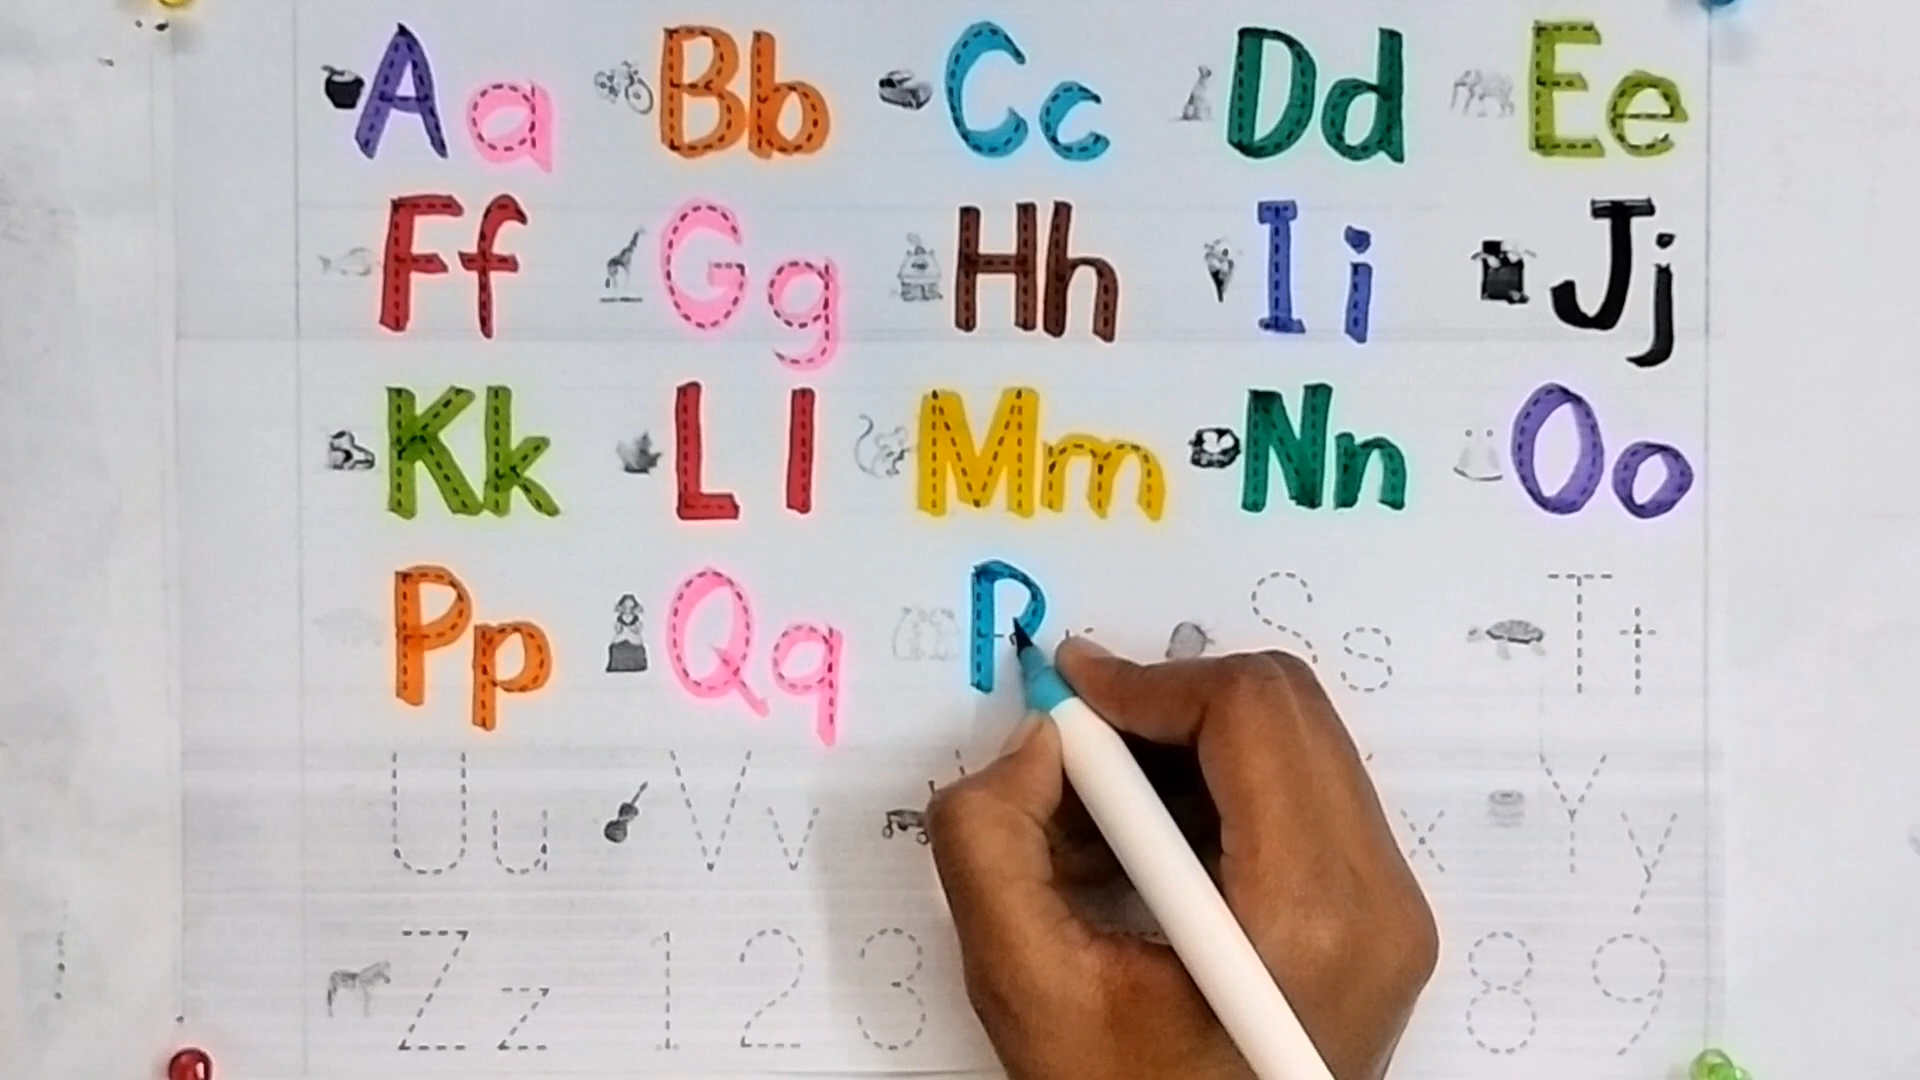 Aa Bb Cc Dd Ee
Ff Gg Hh Ii Jj
Kk Ll Mm Nn Oo
Pp Qq R Ss Tt
Uu Vv x Yy
Zz 1 2 3 8 9